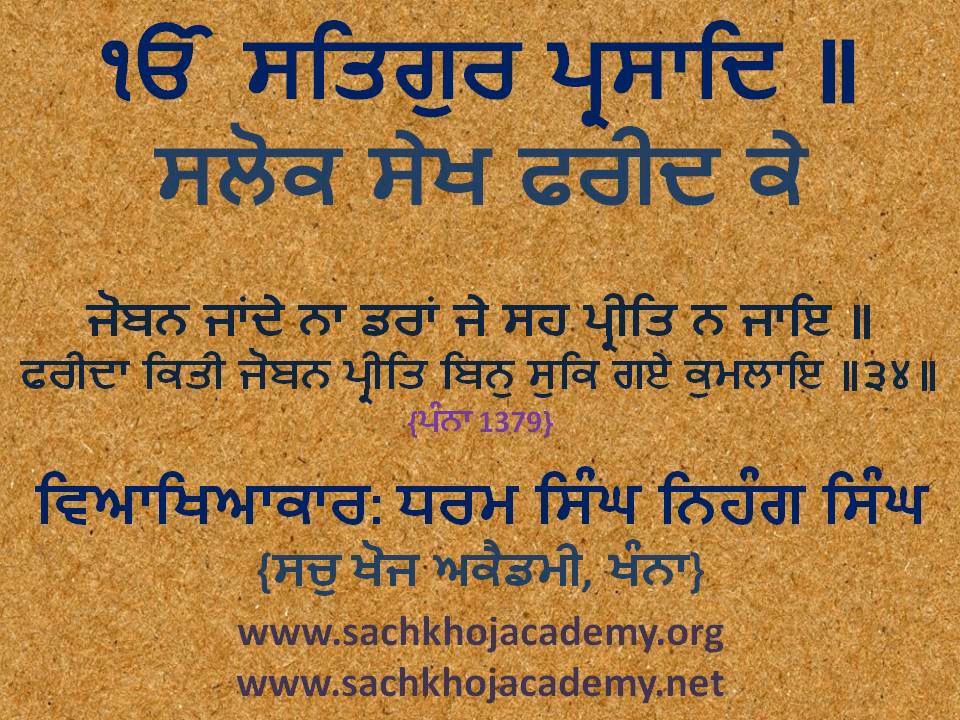 ੴ ਸਤਿਗੁਰ ਪ੍ਰਸਾਦਿ ॥
ਸਲੋਕ ਸੇਖ ਫਰੀਦ ਕੇ
ਜੋਬਨ ਜਾਂਦੇ ਨਾ ਡਰਾਂ ਜੇ ਸਹ ਪ੍ਰੀਤਿ ਨ ਜਾਇ ॥
ਫਰੀਦਾ ਕਿਤੀ ਜੋਬਨ ਪ੍ਰੀਤਿ ਬਿਨੁ ਸੁਕਿ ਗਏ ਕੁਮਲਾਇ ॥੩੪॥
{ਪੰਨਾ 1379}
ਵਿਆਖਿਆਕਾਰ: ਧਰਮ ਸਿੰਘ ਨਿਹੰਗ ਸਿੰਘ
{ਸਚੁ ਖੋਜ ਅਕੈਡਮੀ, ਖੰਨਾ}
www.sachkhojacademy.org
www.sachkhojacademy.net